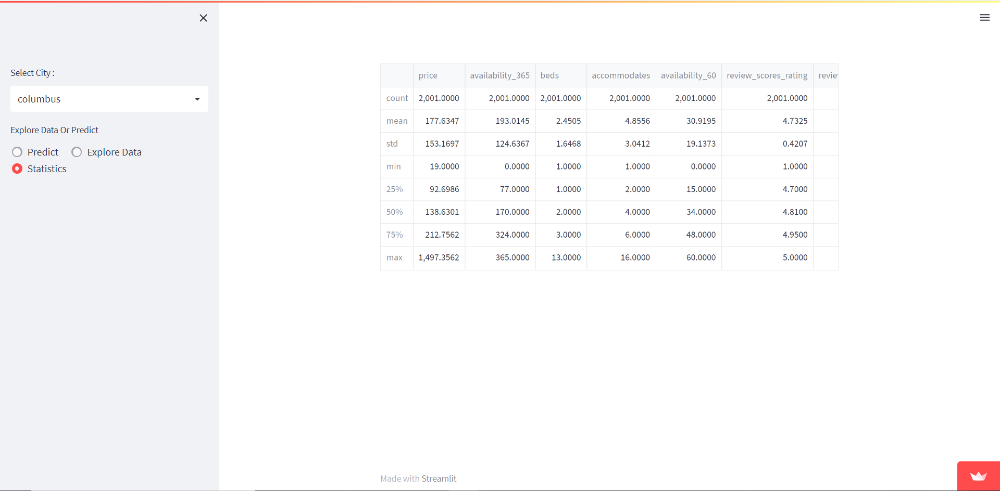 Select City :
columbus
Explore Data Or Predict
Predict Explore Data
Statistics
price availability_365 beds accommodates availability_60 review_scores_rating revie
count 2,001.0000 2,001.0000 2,001.0000 2,001.0000 2,001.0000 2,001.0000
mean 177.6347 193.0145 2.4505 4.8556 30.9195 4.7325
std 153.1697 124.6367 1.6468 3.0412 19.1373 0.4207
min 19.0000 0.0000 1.0000 1.0000 0.0000 1.0000
25% 92.6986 77.0000 1.0000 2.0000 15.0000 4.7000
50% 138.6301 170.0000 2.0000 4.0000 34.0000 4.8100
75% 212.7562 324.0000 3.0000 6.0000 48.0000 4.9500
max 1,497.3562 365.0000 13.0000 16.0000 60.0000 5.0000
Made with Streamlit